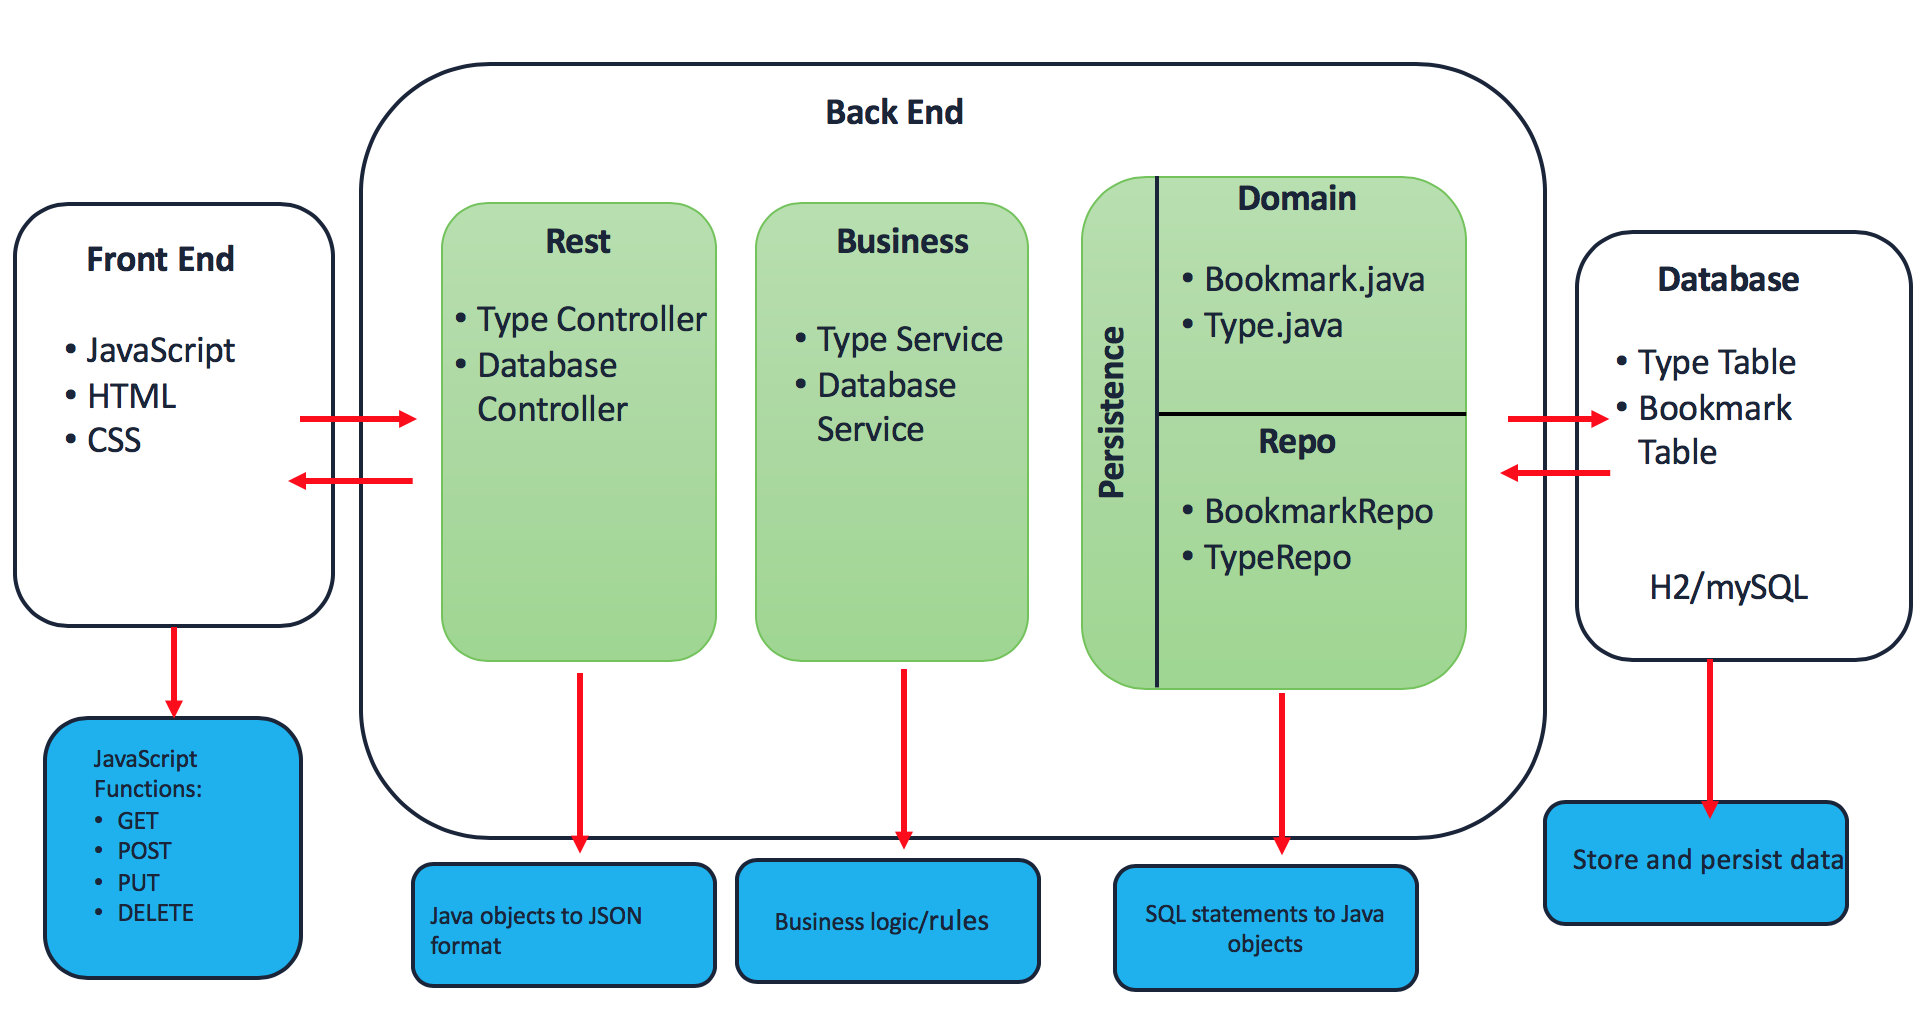 Back End
Front End
• JavaScript
• HTML
• CSS
Rest
• Type Controller
• Database
Controller
Business
• Type Service
• Database
Service
Persistence
Domain
• Bookmark.java
• Type.java
Repo
• BookmarkRepo
• TypeRepo
Database
• Type Table
• Bookmark
Table
H2/mySQL
JavaScript
Functions:
• GET
• POST
• PUT
• DELETE
Java objects to JSON
format
Business logic/rules
SQL statements to Java
objects
Store and persist data